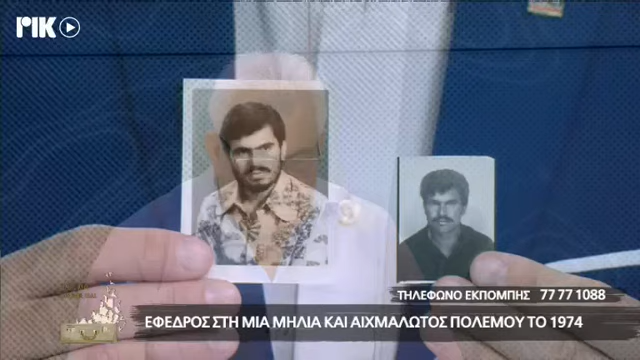 ΡΙΚ
ΤΗΛΕΦΩΝΟ ΕΚΠΟΜΠΗΣ 77 77 1088
ΕΦΕΔΡΟΣ ΣΤΗ ΜΙΑ ΜΗΛΙΑ ΚΑΙ ΑΙΧΜΑΛΩΤΟΣ ΠΟΛΕΜΟΥ ΤΟ 1974